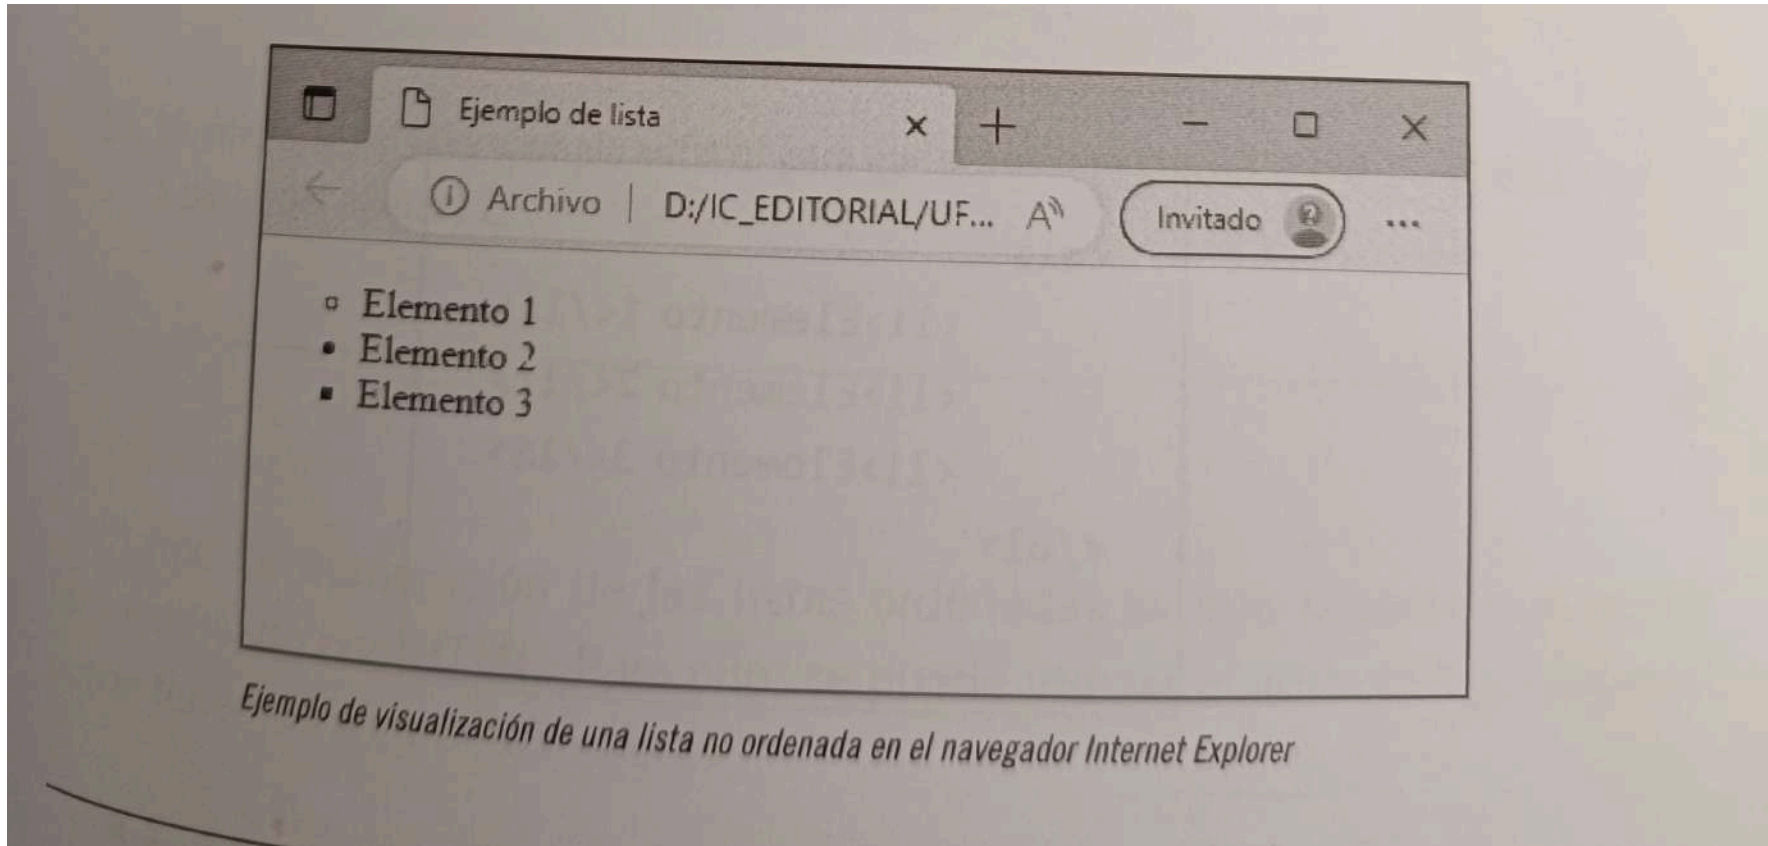 Ejemplo de lista
Archivo | D:/IC_EDITORIAL/UF... A Invitado ...
Elemento 1
Elemento 2
Elemento 3
Ejemplo de visualización de una lista no ordenada en el navegador Internet Explorer